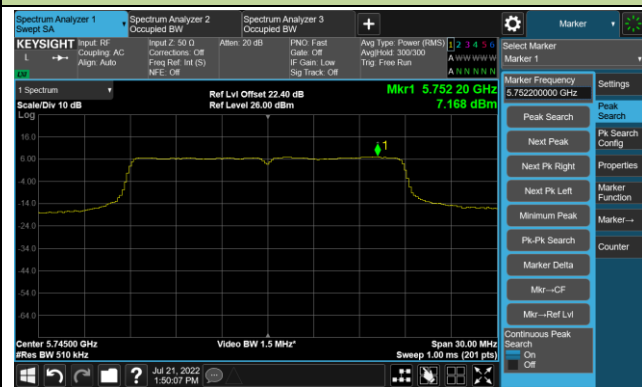 Spectrum Analyzer 1
Swept SA
Spectrum Analyzer 2
Occupied BW
Spectrum Analyzer 3
Occupied BW
+
Marker
KEYSIGHT
L
Input: RF
Coupling: AC
Align: Auto
Input Z: 50 Ω
Corrections: Off
Freq Ref: Int (S)
NFE: Off
Atten: 20 dB
PNO: Fast
Gate: Off
IF Gain: Low
Sig Track: Off
Avg Type: Power (RMS)
Avg|Hold: 300/300
Trig: Free Run
1 2 3 4 5 6
A W W W W W
A N N N N N
Select Marker
Marker 1
1 Spectrum
Scale/Div 10 dB
Log
Ref Lvl Offset 22.40 dB
Ref Level 26.00 dBm
Mkr1 5.752 20 GHz
7.168 dBm
16.0
6.00
-4.00
-14.0
-24.0
-34.0
-44.0
-54.0
-64.0
1
Center 5.74500 GHz
#Res BW 510 kHz
Video BW 1.5 MHz*
Span 30.00 MHz
Sweep 1.00 ms (201 pts)
Marker Frequency
5.752200000 GHz
Peak Search
Next Peak
Next Pk Right
Next Pk Left
Minimum Peak
Pk-Pk Search
Marker Delta
Mkr→CF
Mkr→Ref Lvl
Continuous Peak
Search
On
Off
Settings
Peak
Search
Pk Search
Config
Properties
Marker
Function
Marker→
Counter
?
Jul 21, 2022
1:50:07 PM